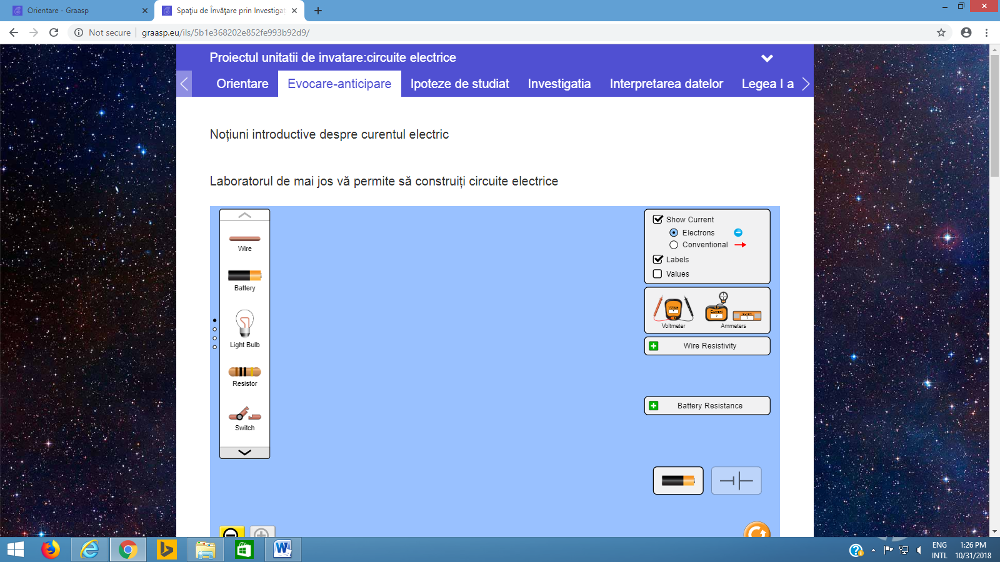 Orientare - Graasp
Spațiu de Învățare prin Investigat
Not secure
graasp.eu/ils/5b1e368202e852fe993b92d9/
Proiectul unitatii de invatare:circuite electrice
Orientare
Evocare-anticipare
Ipoteze de studiat
Investigatia
Interpretarea datelor
Legea I a
Noțiuni introductive despre curentul electric
Laboratorul de mai jos vă permite să construiți circuite electrice
Wire
Battery
Light Bulb
Resistor
Switch
Show Current
Electrons
Conventional
Labels
Values
Voltage
?
Current
?
Current
?
Voltmeter
Ammeters
Wire Resistivity
Battery Resistance
ENG
INTL
1:26 PM
10/31/2018